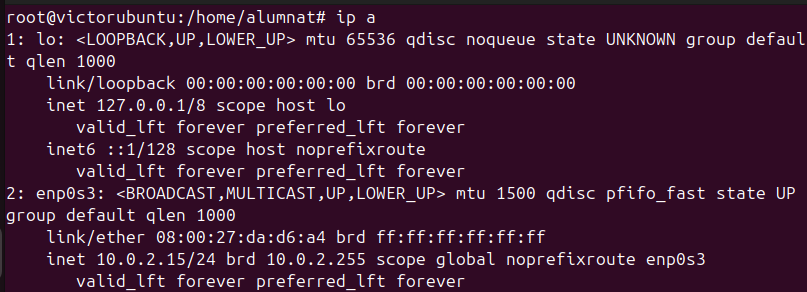 root@victorubuntu:/home/alumnat# ip a
1: lo: <LOOPBACK,UP,LOWER_UP> mtu 65536 qdisc noqueue state UNKNOWN group defaul
t qlen 1000
    link/loopback 00:00:00:00:00:00 brd 00:00:00:00:00:00
    inet 127.0.0.1/8 scope host lo
       valid_lft forever preferred_lft forever
    inet6 ::1/128 scope host noprefixroute
       valid_lft forever preferred_lft forever
2: enp0s3: <BROADCAST,MULTICAST,UP,LOWER_UP> mtu 1500 qdisc pfifo_fast state UP
group default qlen 1000
    link/ether 08:00:27:da:d6:a4 brd ff:ff:ff:ff:ff:ff
    inet 10.0.2.15/24 brd 10.0.2.255 scope global noprefixroute enp0s3
       valid_lft forever preferred_lft forever